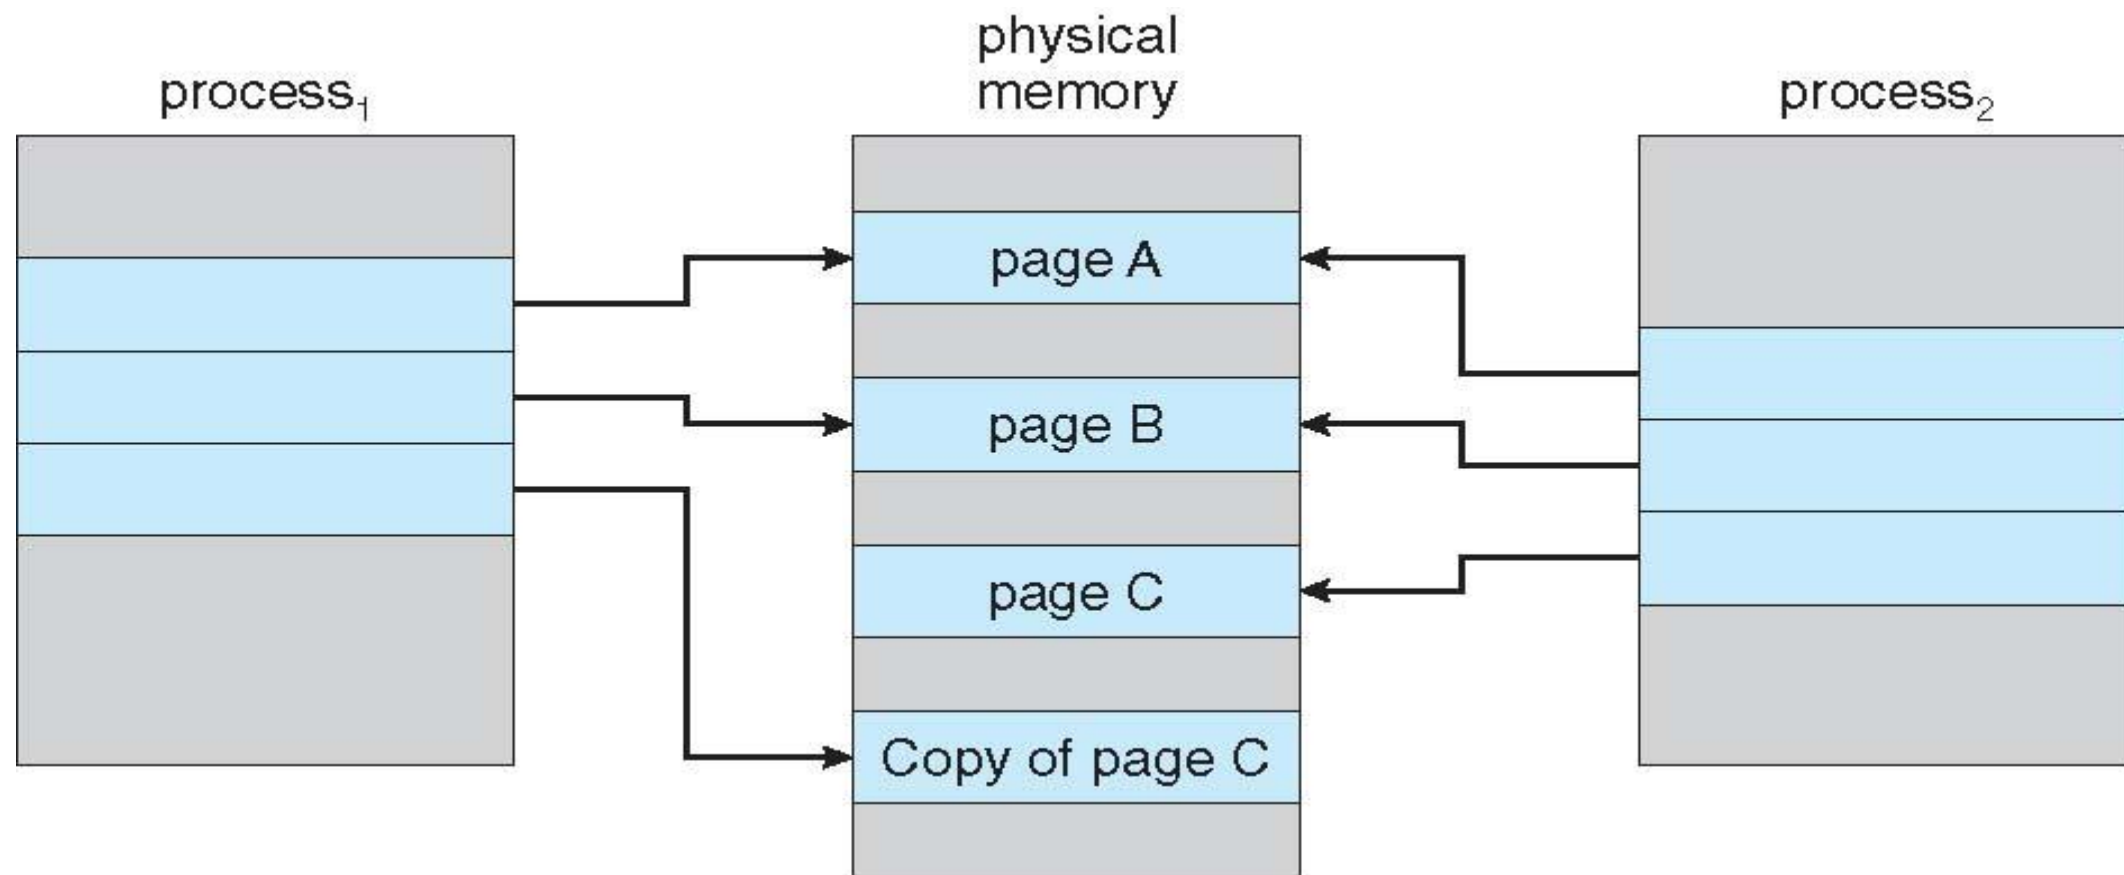 process₁
physical
memory
process₂
page A
page B
page C
Copy of page C